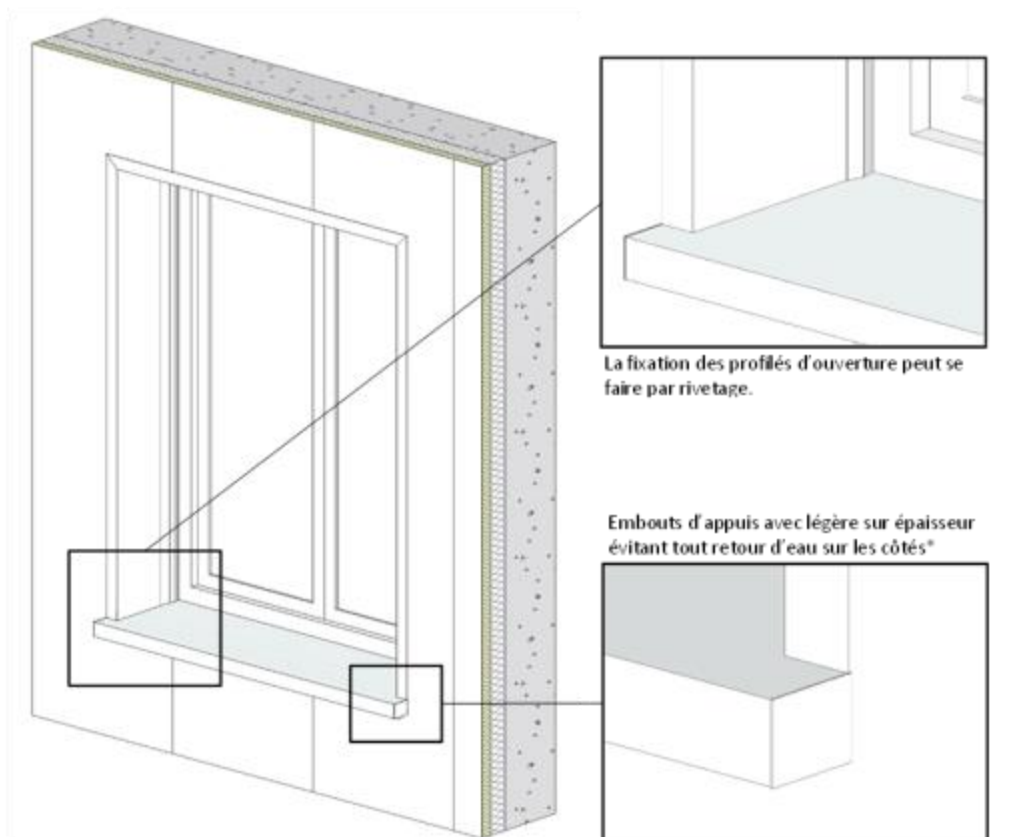 La fixation des profilés d'ouverture peut se
faire par rivetage.
Embouts d'appuis avec légère sur épaisseur
évitant tout retour d'eau sur les côtés*